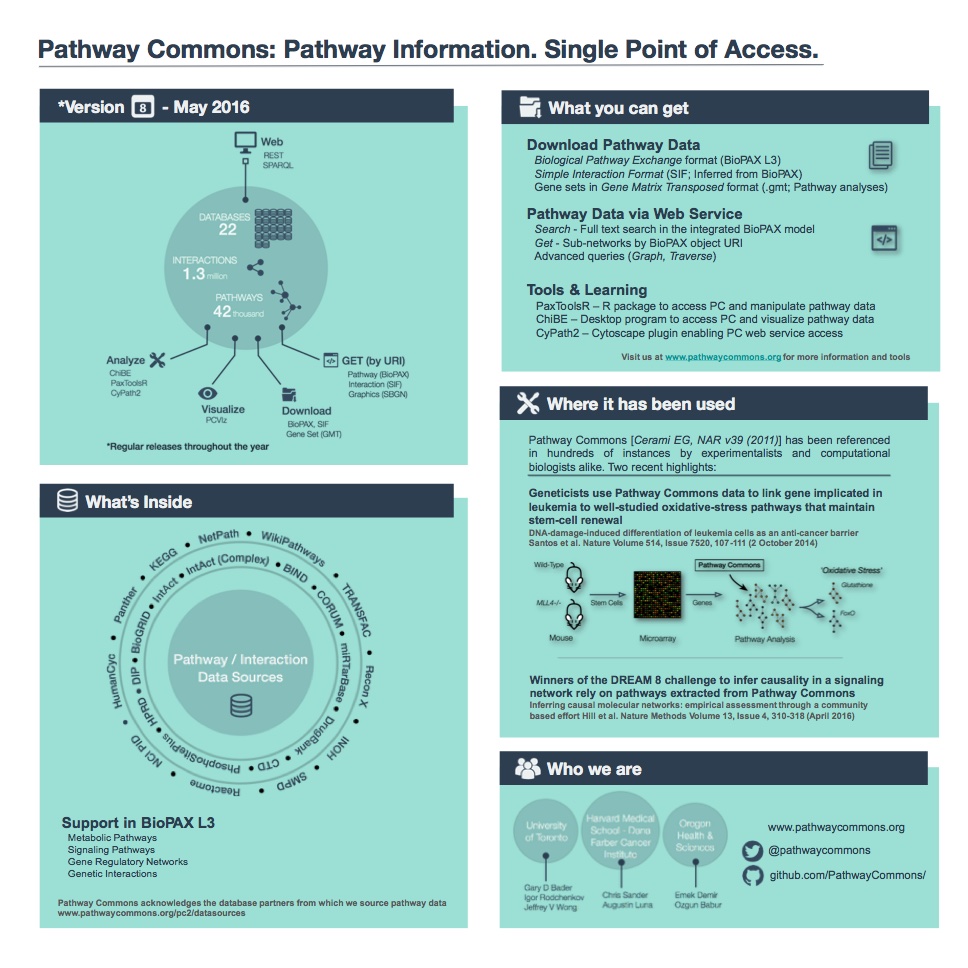 Pathway Commons: Pathway Information. Single Point of Access.
*Version 8 - May 2016
Web
REST
SPARQL
DATABASES
22
INTERACTIONS
1.3 million
PATHWAYS
42 thousand
Analyze
ChiBE
PaxToolsR
CyPath2
Visualize
PCViz
Download
BioPAX, SIF
Gene Set (GMT)
GET (by URI)
Pathway (BioPAX)
Interaction (SIF)
Graphics (SBGN)
*Regular releases throughout the year
What's Inside
HumanCyc • Panther • KEGG • NetPath • WikiPathways • TRANSFAC • Recon X • INOH • SMPD • Reactome • NCI PID •
HPRD • DIP • BioGRID • IntAct • IntAct (Complex) • BIND • CORUM • miRTarBase • DrugBank • CTD • PhsophoSitePlus •
Pathway / Interaction
Data Sources
Support in BioPAX L3
Metabolic Pathways
Signaling Pathways
Gene Regulatory Networks
Genetic Interactions
Pathway Commons acknowledges the database partners from which we source pathway data
www.pathwaycommons.org/pc2/datasources
What you can get
Download Pathway Data
Biological Pathway Exchange format (BioPAX L3)
Simple Interaction Format (SIF; Inferred from BioPAX)
Gene sets in Gene Matrix Transposed format (.gmt; Pathway analyses)
Pathway Data via Web Service
Search - Full text search in the integrated BioPAX model
Get - Sub-networks by BioPAX object URI
Advanced queries (Graph, Traverse)
</>
Tools & Learning
PaxToolsR – R package to access PC and manipulate pathway data
ChiBE – Desktop program to access PC and visualize pathway data
CyPath2 – Cytoscape plugin enabling PC web service access
Visit us at www.pathwaycommons.org for more information and tools
Where it has been used
Pathway Commons [Cerami EG, NAR v39 (2011)] has been referenced
in hundreds of instances by experimentalists and computational
biologists alike. Two recent highlights:
Geneticists use Pathway Commons data to link gene implicated in
leukemia to well-studied oxidative-stress pathways that maintain
stem-cell renewal
DNA-damage-induced differentiation of leukemia cells as an anti-cancer barrier
Santos et al. Nature Volume 514, Issue 7520, 107-111 (2 October 2014)
Wild-Type
MLL4-/-
Mouse
Stem Cells
Microarray
Genes
Pathway Commons
Pathway Analysis
'Oxidative Stress'
Glutathione
FoxO
Winners of the DREAM 8 challenge to infer causality in a signaling
network rely on pathways extracted from Pathway Commons
Inferring causal molecular networks: empirical assessment through a community
based effort Hill et al. Nature Methods Volume 13, Issue 4, 310-318 (April 2016)
Who we are
University
of Toronto
Gary D Bader
Igor Rodchenkov
Jeffrey V Wong
Harvard Medical
School - Dana
Farber Cancer
Institute
Chris Sander
Augustin Luna
Oregon
Health &
Sciences
Emek Demir
Ozgun Babur
www.pathwaycommons.org
@pathwaycommons
github.com/PathwayCommons/